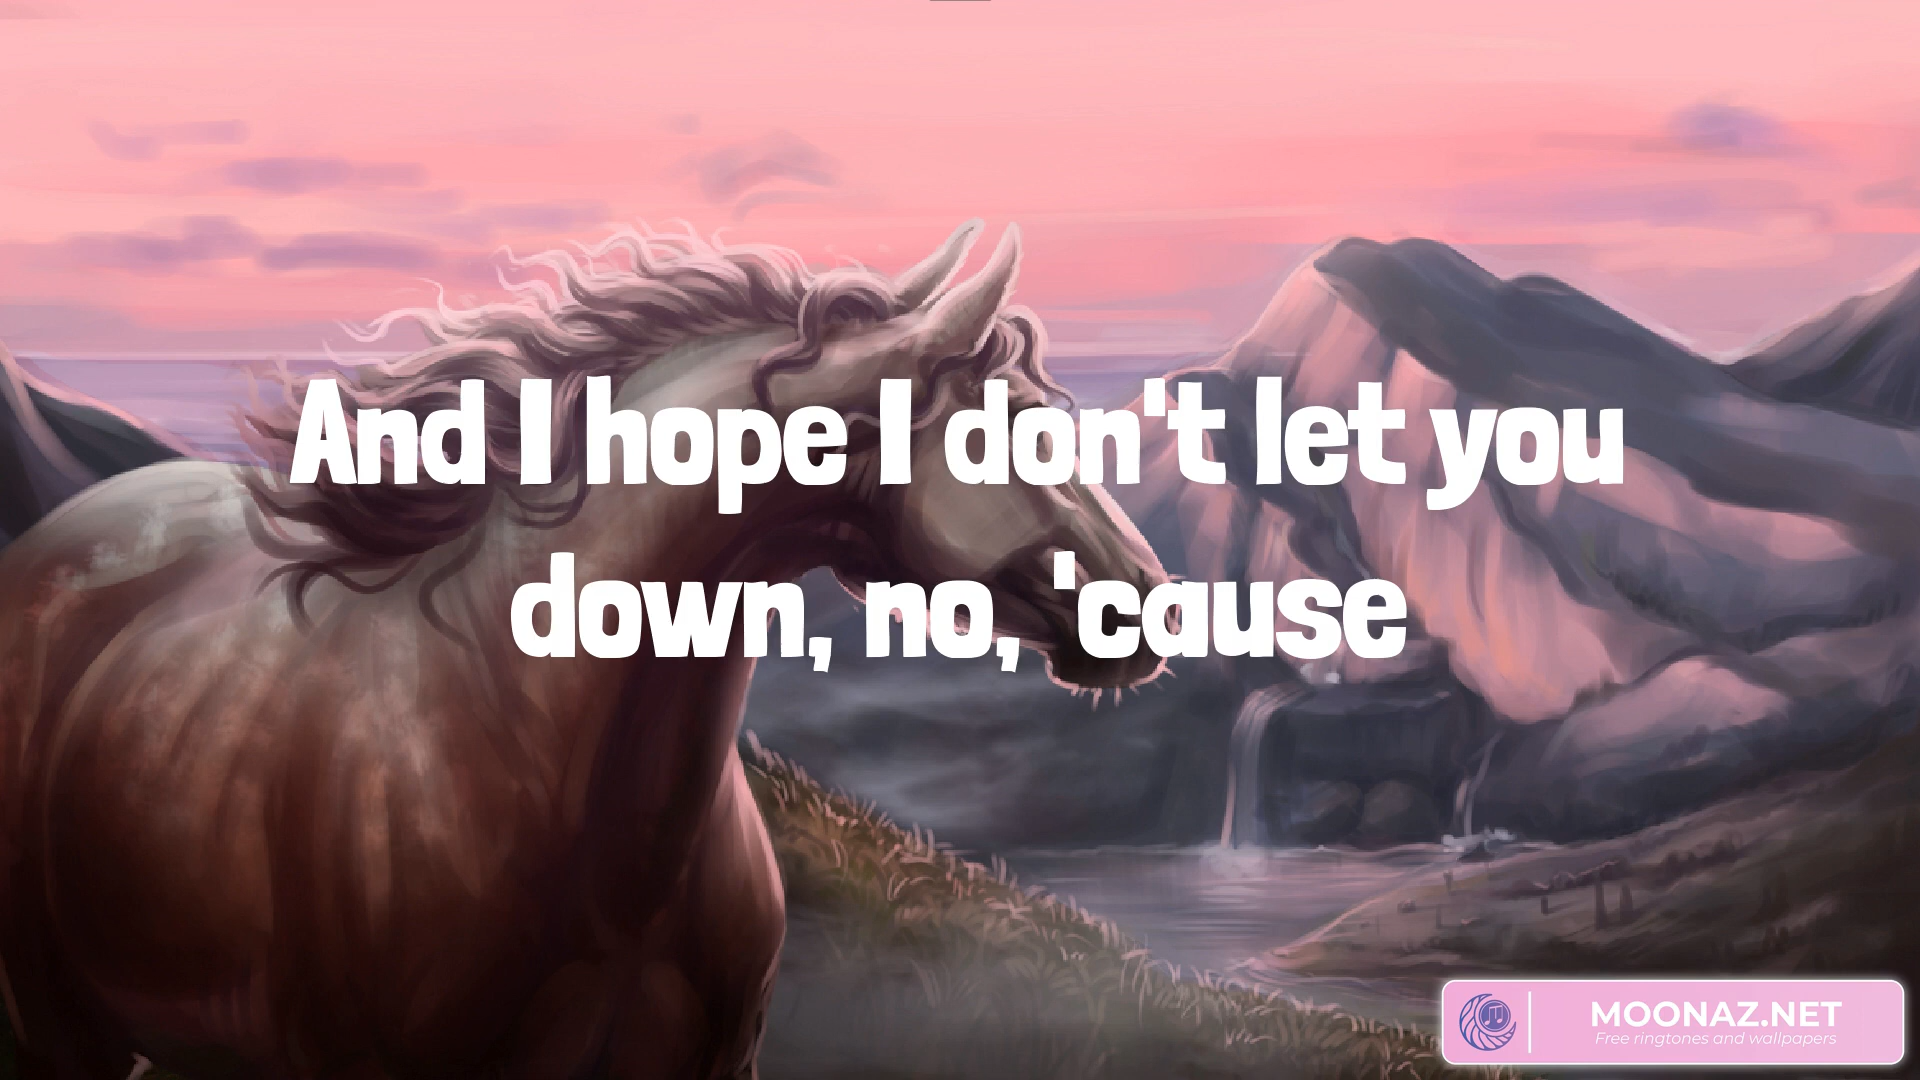 And I hope I don't let you
down, no, 'cause
MOONAZ.NET
Free ringtones and wallpapers